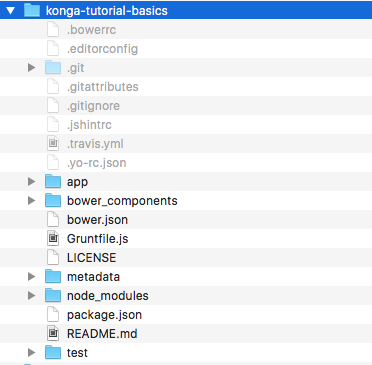 konga-tutorial-basics
.bowerrc
.editorconfig
.git
.gitattributes
.gitignore
.jshintrc
.travis.yml
.yo-rc.json
app
bower_components
bower.json
Gruntfile.js
LICENSE
metadata
node_modules
package.json
README.md
test